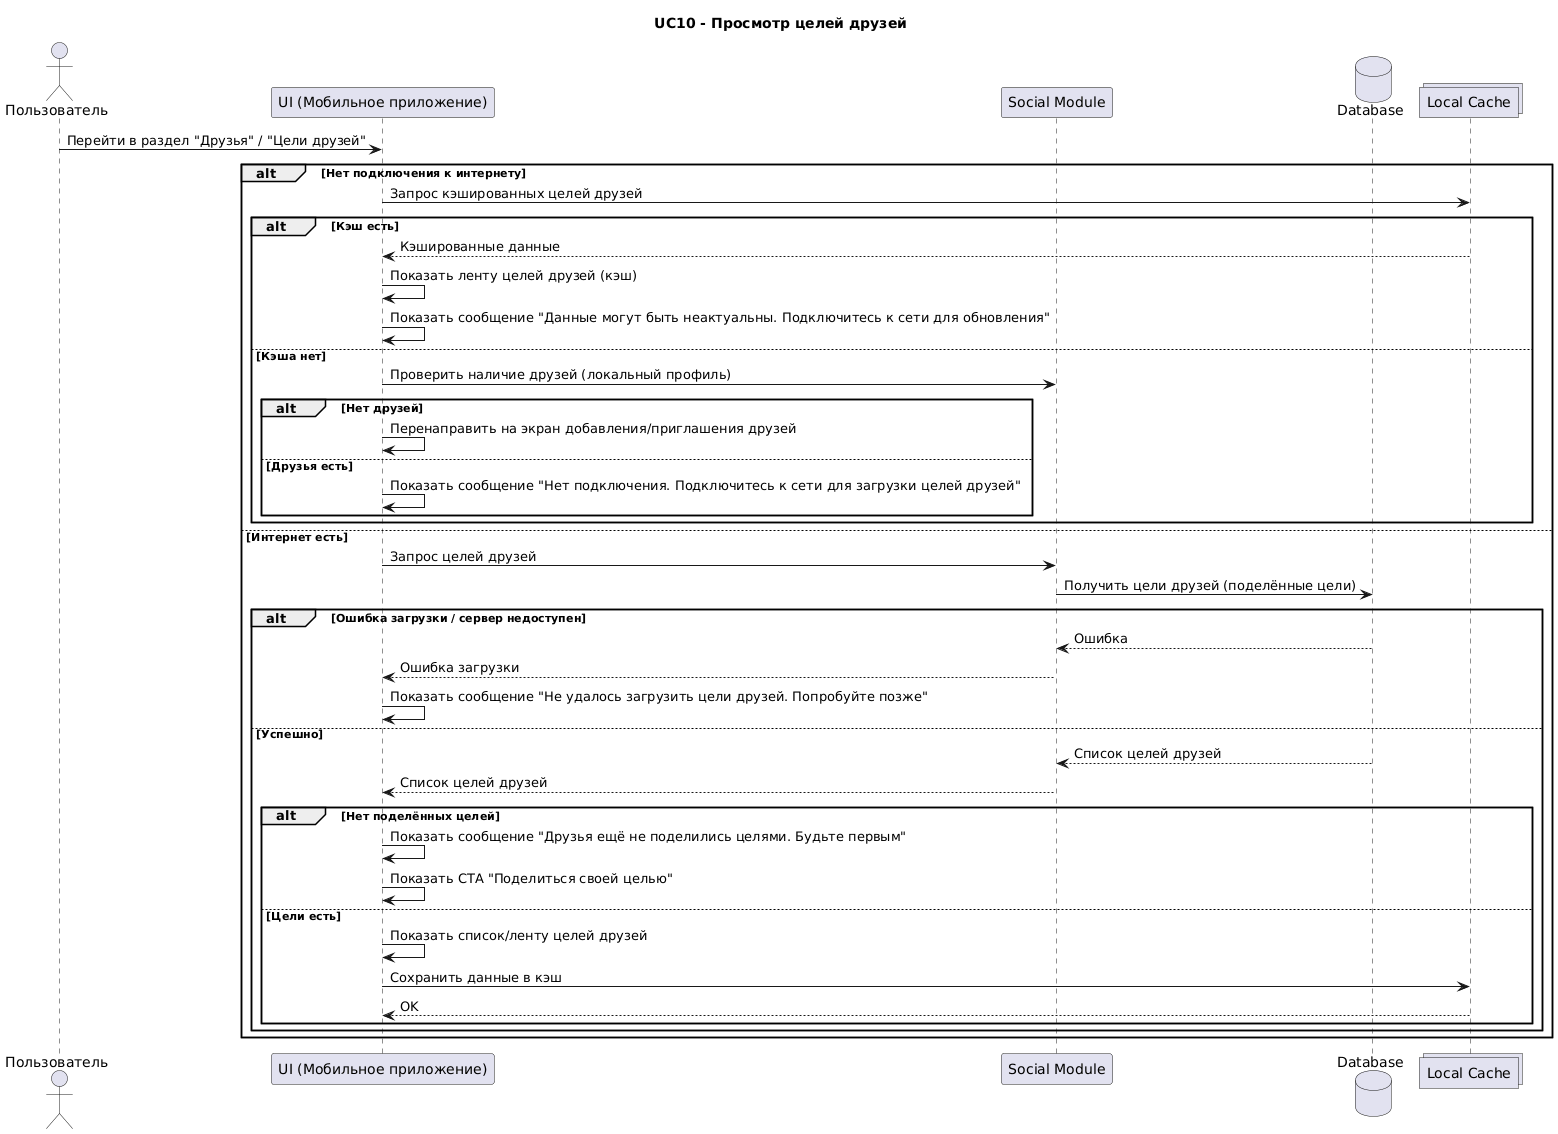 UC10 - Просмотр целей друзей
Пользователь
UI (Мобильное приложение)
Social Module
Database
Local Cache
Перейти в раздел "Друзья" / "Цели друзей"
alt
[Нет подключения к интернету]
Запрос кэшированных целей друзей
alt
[Кэш есть]
Кэшированные данные
Показать ленту целей друзей (кэш)
Показать сообщение "Данные могут быть неактуальны. Подключитесь к сети для обновления"
[Кэша нет]
Проверить наличие друзей (локальный профиль)
alt
[Нет друзей]
Перенаправить на экран добавления/приглашения друзей
[Друзья есть]
Показать сообщение "Нет подключения. Подключитесь к сети для загрузки целей друзей"
[Интернет есть]
Запрос целей друзей
Получить цели друзей (поделённые цели)
alt
[Ошибка загрузки / сервер недоступен]
Ошибка
Ошибка загрузки
Показать сообщение "Не удалось загрузить цели друзей. Попробуйте позже"
[Успешно]
Список целей друзей
Список целей друзей
alt
[Нет поделённых целей]
Показать сообщение "Друзья ещё не поделились целями. Будьте первым"
Показать CTA "Поделиться своей целью"
[Цели есть]
Показать список/ленту целей друзей
Сохранить данные в кэш
OK
Пользователь
UI (Мобильное приложение)
Social Module
Database
Local Cache